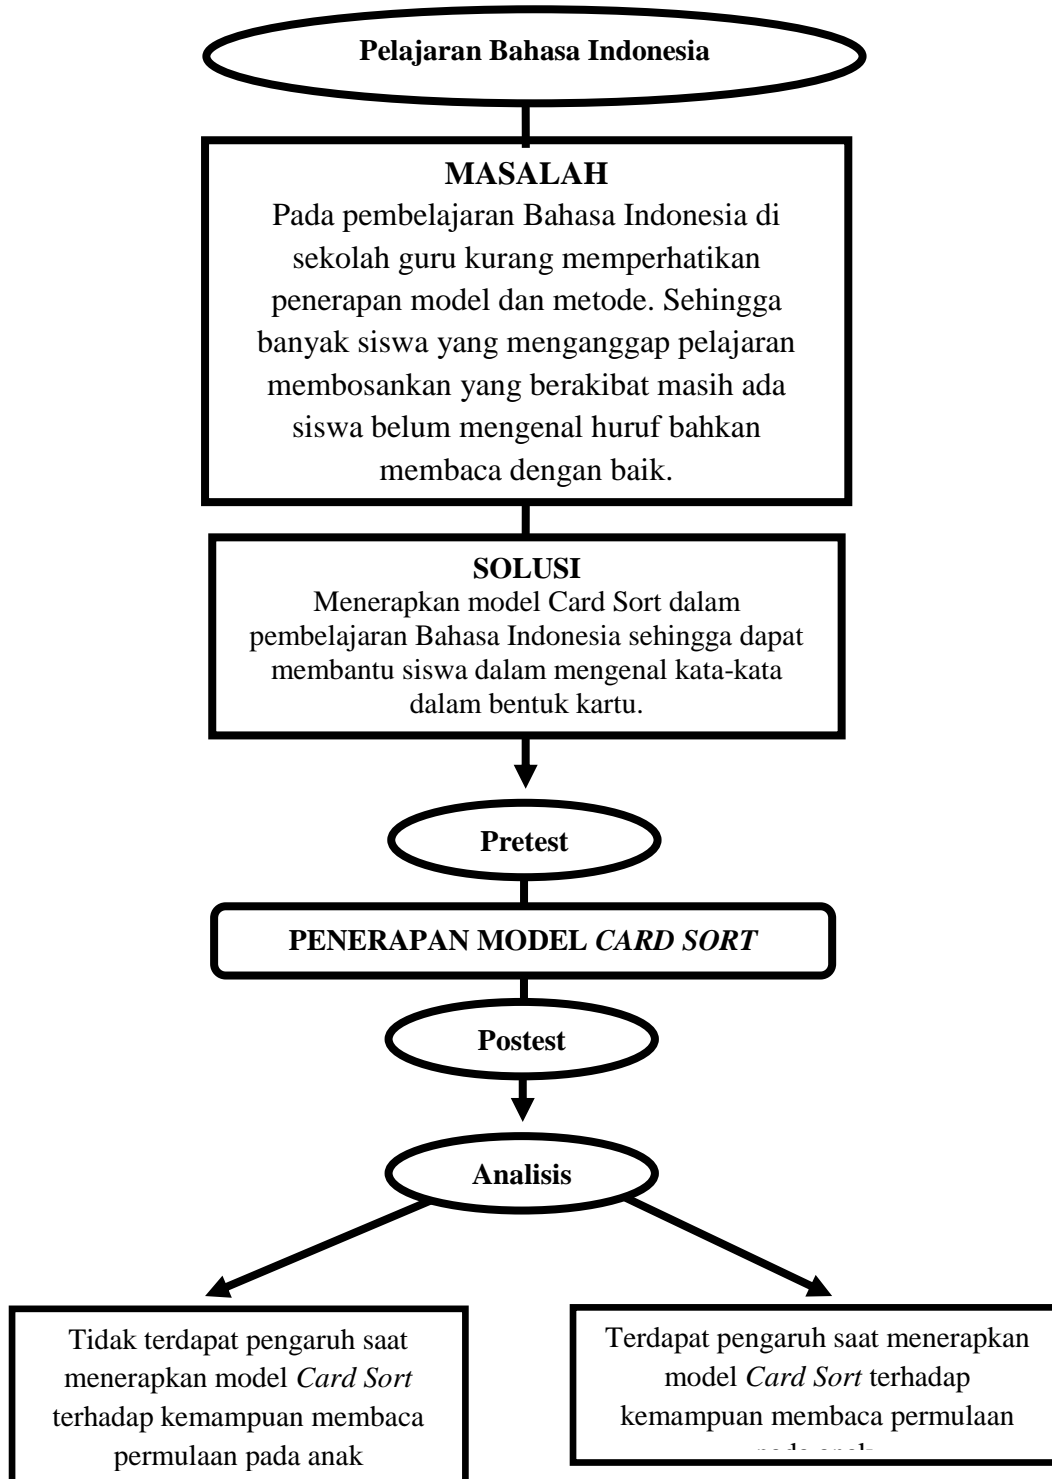 Pelajaran Bahasa Indonesia
MASALAH
Pada pembelajaran Bahasa Indonesia di
sekolah guru kurang memperhatikan
penerapan model dan metode. Sehingga
banyak siswa yang menganggap pelajaran
membosankan yang berakibat masih ada
siswa belum mengenal huruf bahkan
membaca dengan baik.
SOLUSI
Menerapkan model Card Sort dalam
pembelajaran Bahasa Indonesia sehingga dapat
membantu siswa dalam mengenal kata-kata
dalam bentuk kartu.
Pretest
PENERAPAN MODEL CARD SORT
Postest
Analisis
Tidak terdapat pengaruh saat
menerapkan model Card Sort
terhadap kemampuan membaca
permulaan pada anak
Terdapat pengaruh saat menerapkan
model Card Sort terhadap
kemampuan membaca permulaan